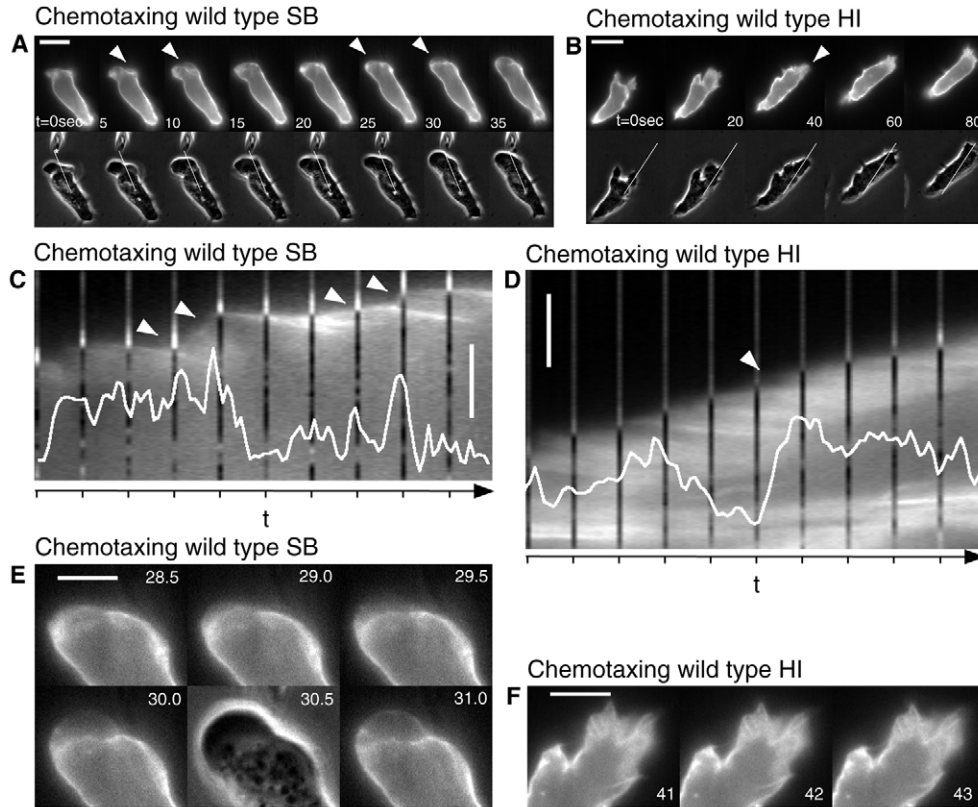 Chemotaxing wild type SB
A
t=0sec 5 10 15 20 25 30 35
Chemotaxing wild type HI
B
t=0sec 20 40 60 80
Chemotaxing wild type SB
C
t
Chemotaxing wild type HI
D
t
Chemotaxing wild type SB
E
28.5 29.0 29.5
30.0 30.5 31.0
Chemotaxing wild type HI
F
41 42 43